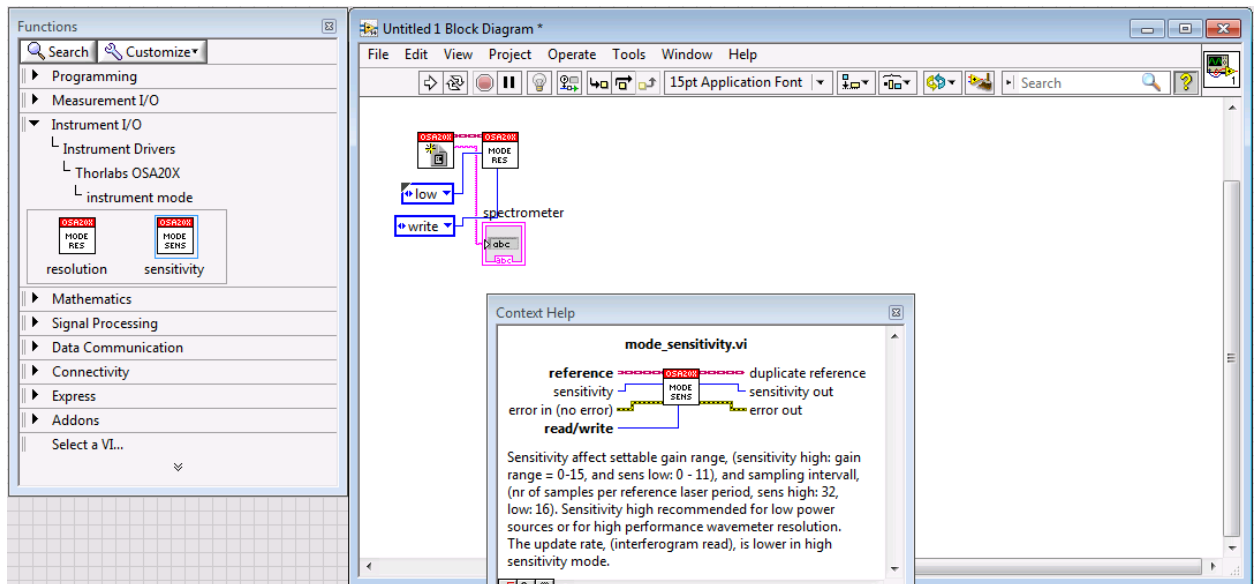 Functions
Search Customize
Programming
Measurement I/O
Instrument I/O
Instrument Drivers
Thorlabs OSA20X
instrument mode
OSA20X
MODE
RES
OSA20X
MODE
SENS
resolution sensitivity
Mathematics
Signal Processing
Data Communication
Connectivity
Express
Addons
Select a VI...
Untitled 1 Block Diagram *
File Edit View Project Operate Tools Window Help
15pt Application Font Search
1
OSA20X OSA20X
MODE
RES
low
write
spectrometer
abc
abc
Context Help
mode_sensitivity.vi
reference OSA20X duplicate reference
sensitivity MODE sensitivity out
SENS
error in (no error) error out
read/write
Sensitivity affect settable gain range, (sensitivity high: gain
range = 0-15, and sens low: 0 - 11), and sampling intervall,
(nr of samples per reference laser period, sens high: 32,
low: 16). Sensitivity high recommended for low power
sources or for high performance wavemeter resolution.
The update rate, (interferogram read), is lower in high
sensitivity mode.